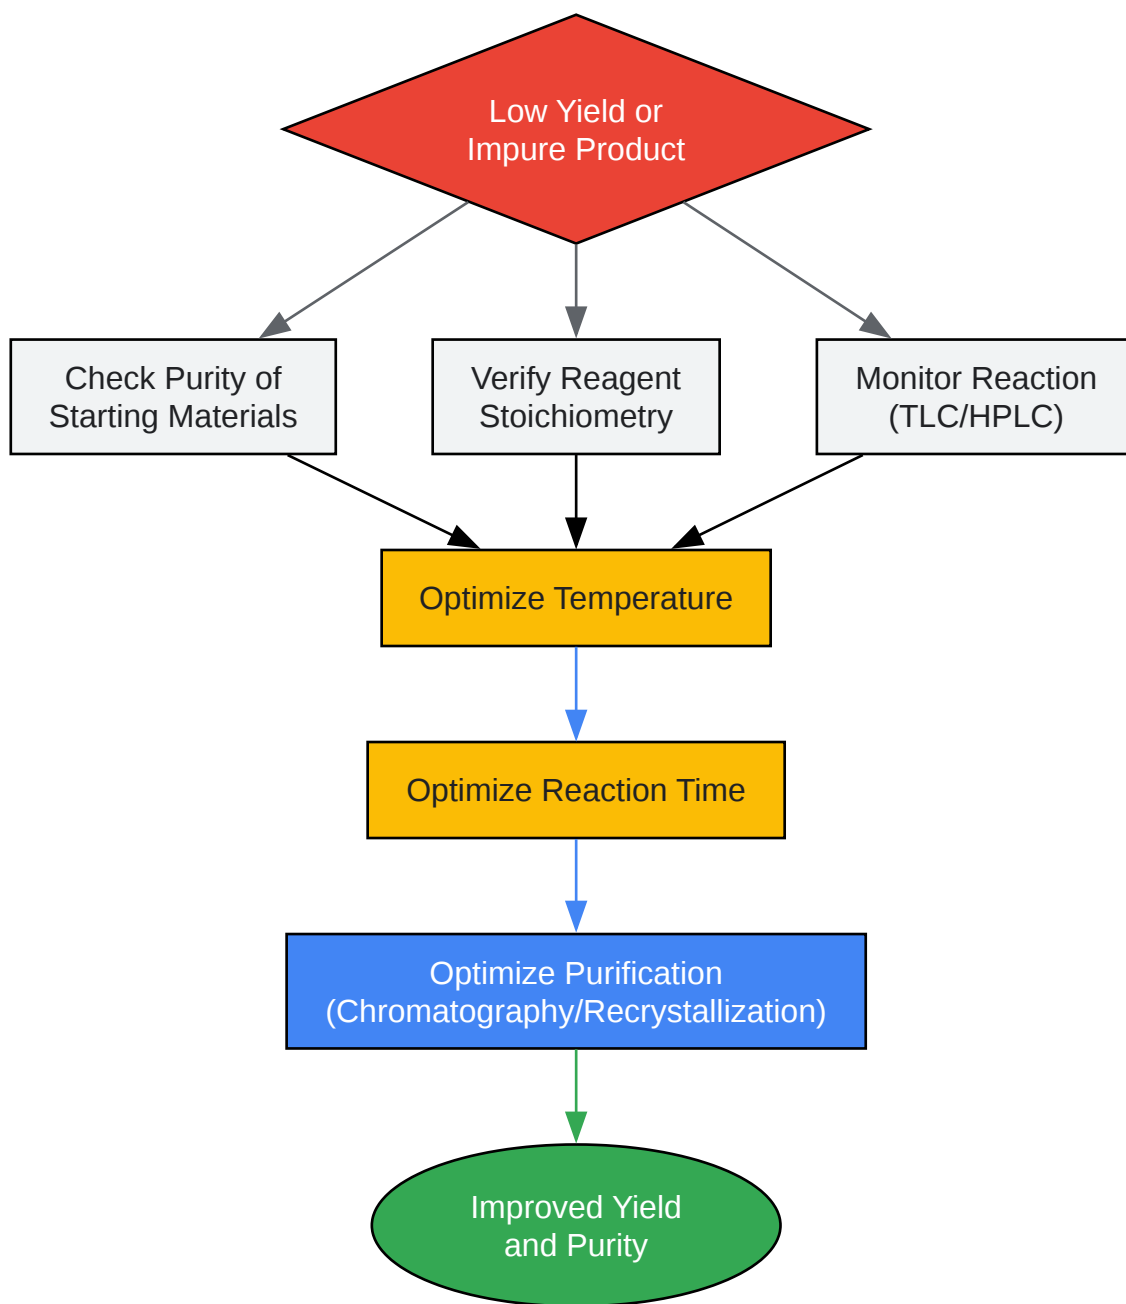 Low Yield or
Impure Product
Check Purity of
Starting Materials
Verify Reagent
Stoichiometry
Monitor Reaction
(TLC/HPLC)
Optimize Temperature
Optimize Reaction Time
Optimize Purification
(Chromatography/Recrystallization)
Improved Yield
and Purity